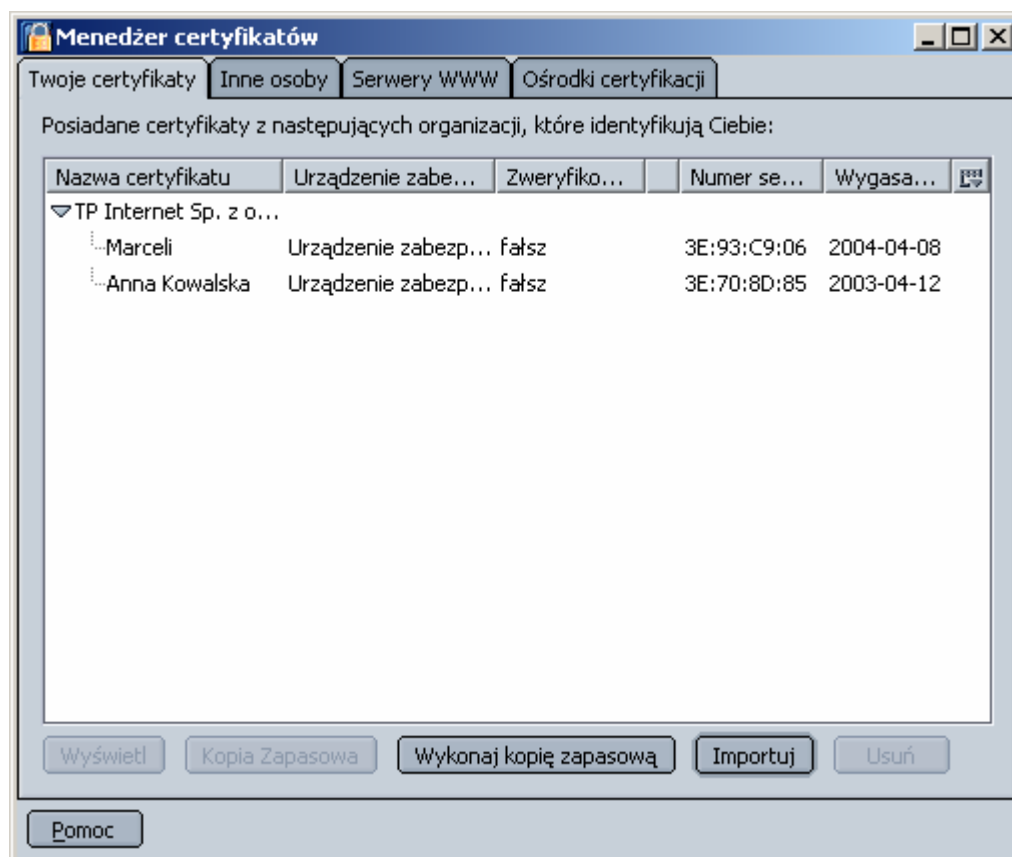 Menedżer certyfikatów
Twoje certyfikaty Inne osoby Serwery WWW Ośrodki certyfikacji
Posiadane certyfikaty z następujących organizacji, które identyfikują Ciebie:
Nazwa certyfikatu Urządzenie zabe... Zweryfiko... Numer se... Wygasa...
TP Internet Sp. z o...
Marceli Urządzenie zabezp... fałsz 3E:93:C9:06 2004-04-08
Anna Kowalska Urządzenie zabezp... fałsz 3E:70:8D:85 2003-04-12
Wyświetl Kopia Zapasowa Wykonaj kopię zapasową Importuj Usuń
Pomoc